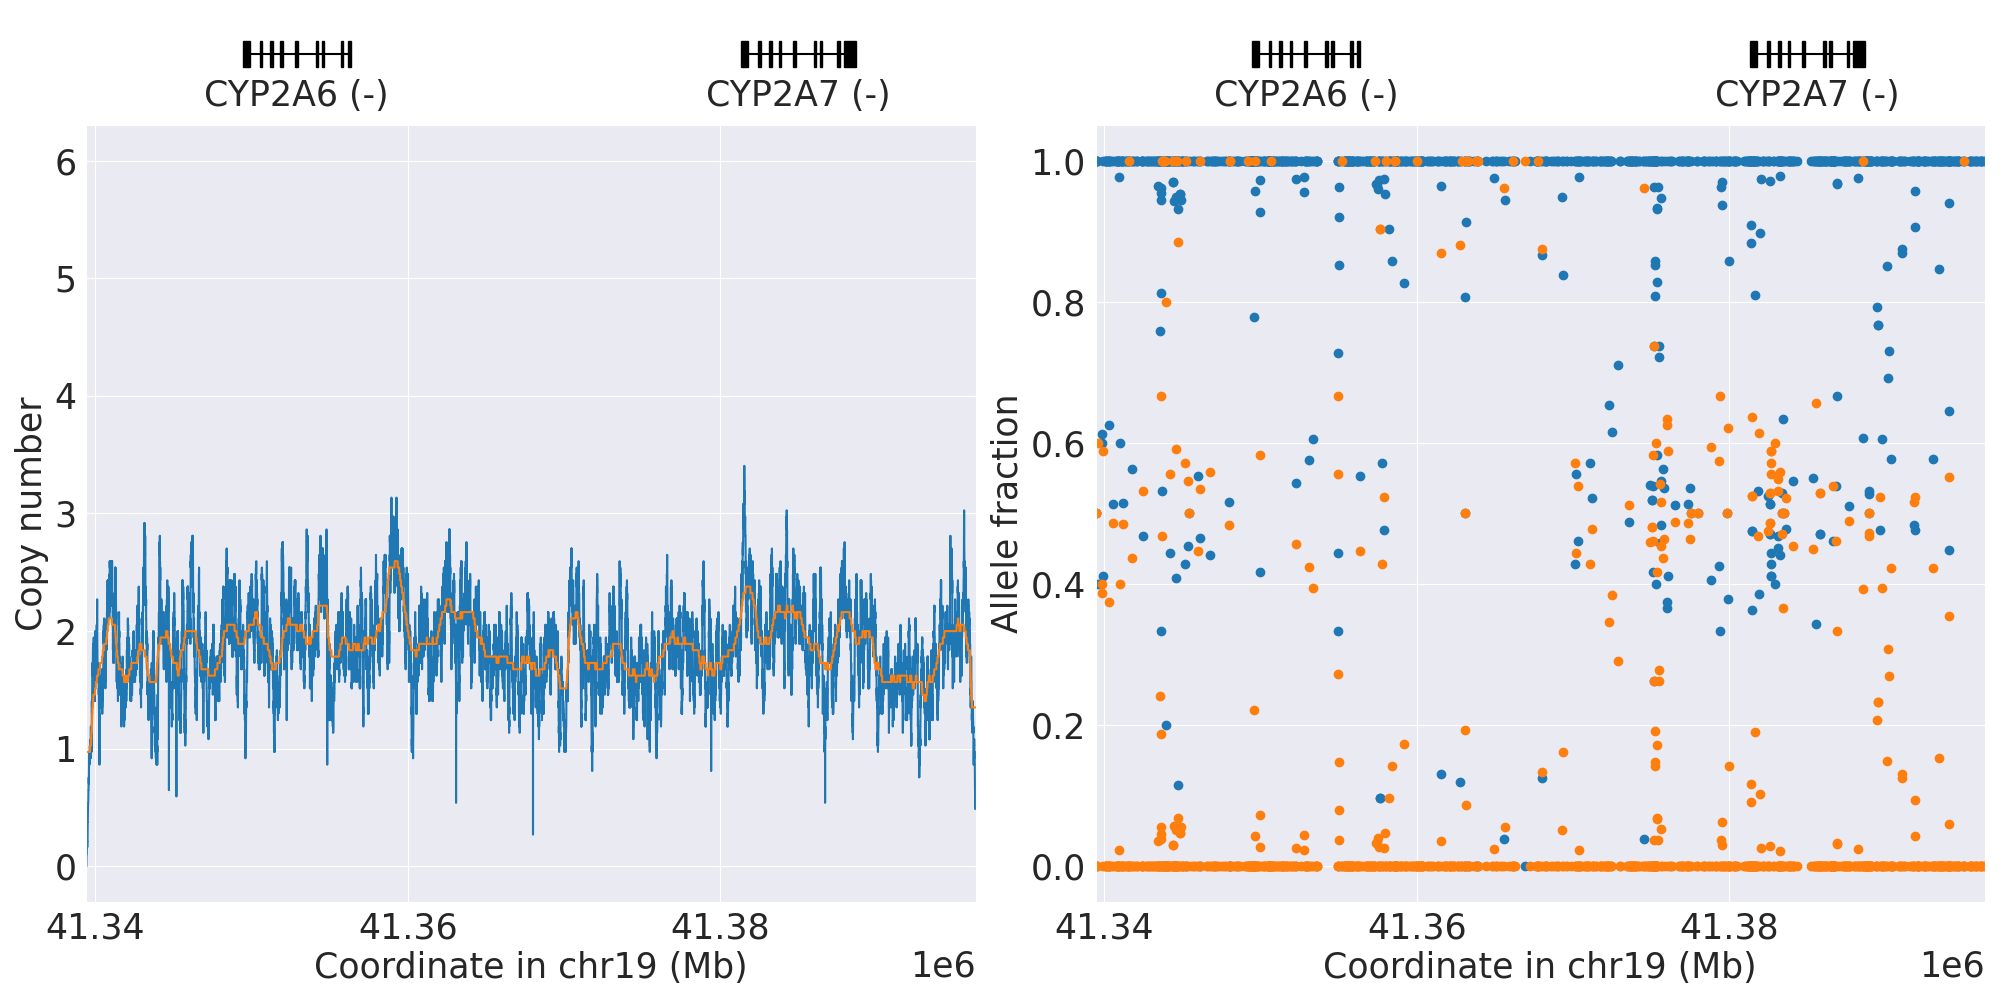 CYP2A6 (-)
CYP2A7 (-)
6
5
4
3
2
1
0
Copy number
41.34
41.36
41.38
Coordinate in chr19 (Mb)
1e6
CYP2A6 (-)
CYP2A7 (-)
1.0
0.8
0.6
0.4
0.2
0.0
Allele fraction
41.34
41.36
41.38
Coordinate in chr19 (Mb)
1e6